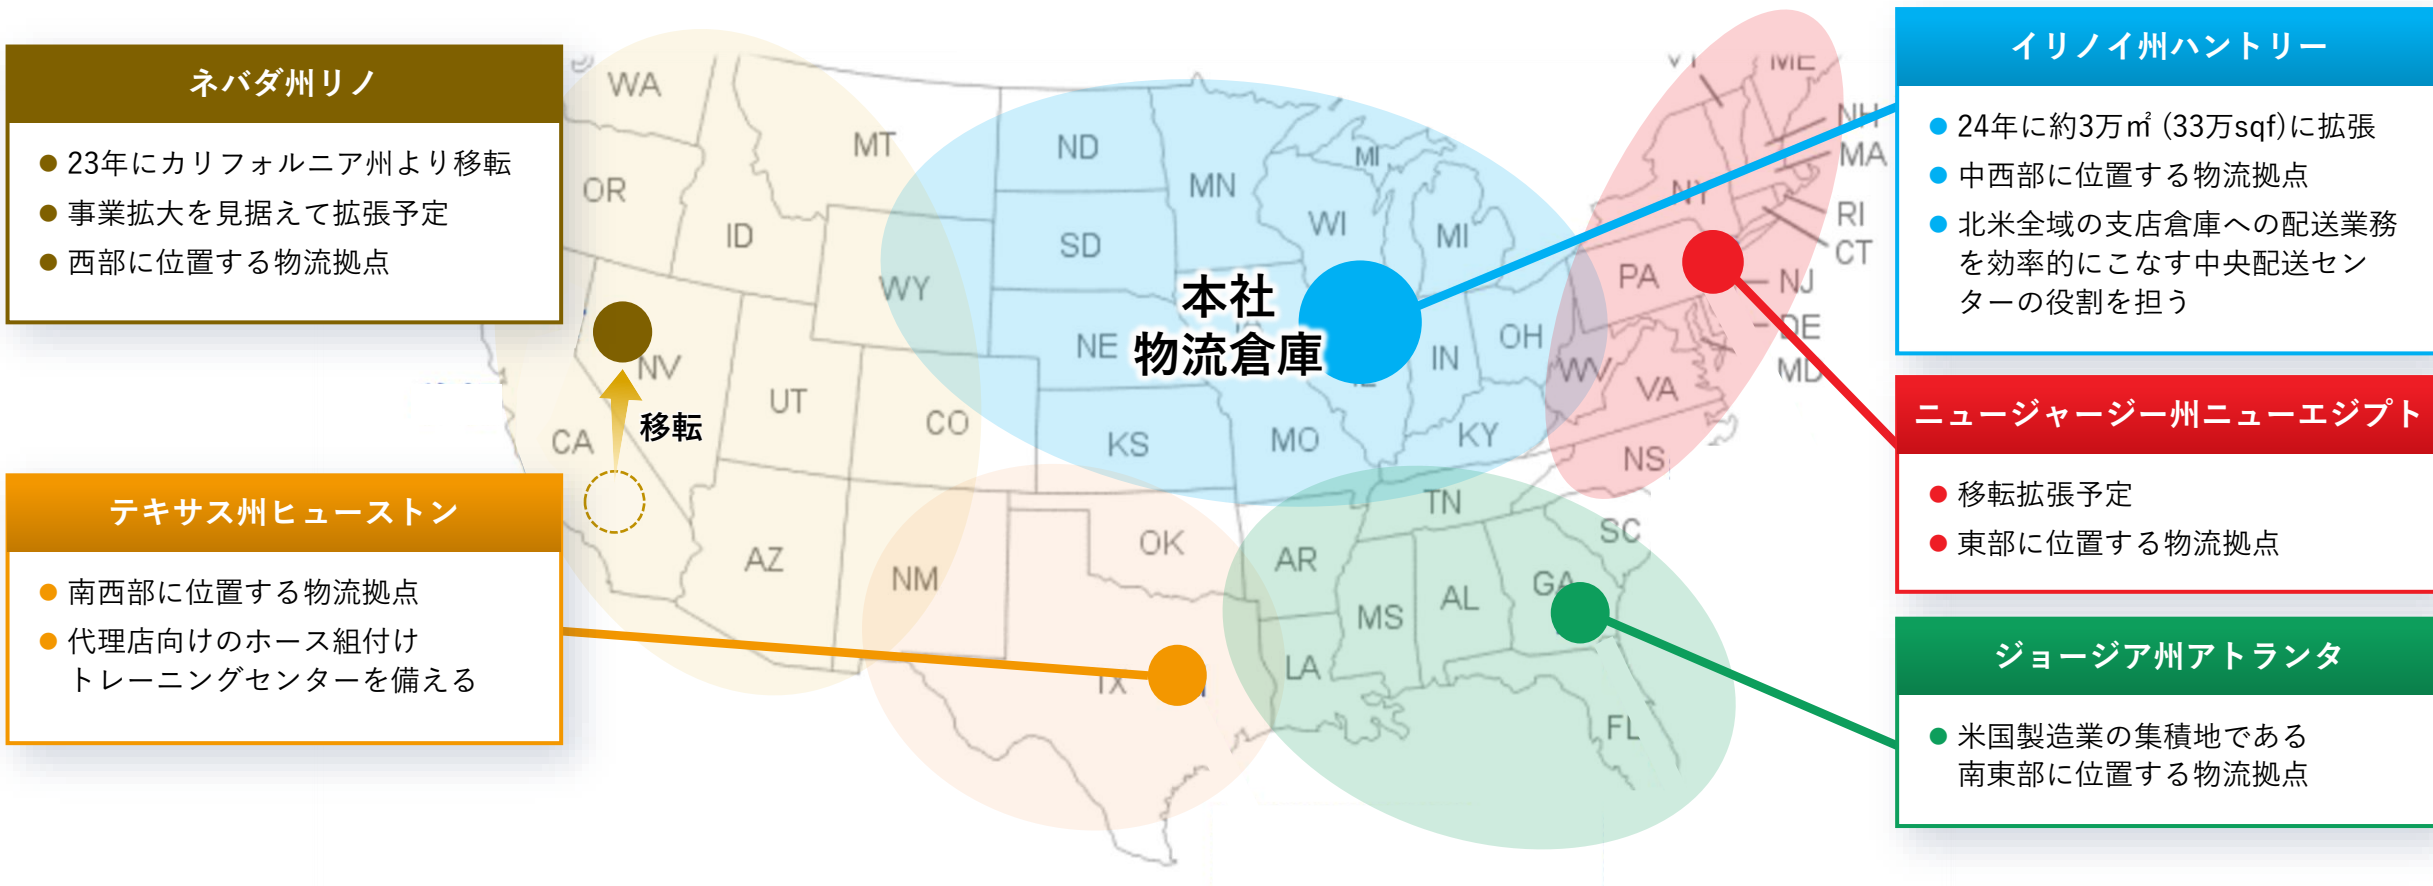 ネバダ州リノ
● 23年にカリフォルニア州より移転
● 事業拡大を見据えて拡張予定
● 西部に位置する物流拠点
テキサス州ヒューストン
● 南西部に位置する物流拠点
● 代理店向けのホース組付け
トレーニングセンターを備える
イリノイ州ハントリー
● 24年に約3万㎡ (33万sqf)に拡張
● 中西部に位置する物流拠点
● 北米全域の支店倉庫への配送業務
を効率的にこなす中央配送セン
ターの役割を担う
ニュージャージー州ニューエジプト
● 移転拡張予定
● 東部に位置する物流拠点
ジョージア州アトランタ
● 米国製造業の集積地である
南東部に位置する物流拠点
本社
物流倉庫
移転
WA
OR
MT
ID
WY
NV
UT
CO
CA
AZ
NM
ND
SD
NE
KS
MN
WI
MI
MI
MO
IN
OH
KY
OK
TX
AR
LA
TN
MS
AL
GA
SC
FL
NS
VA
WV
PA
NY
VT
ME
NH
MA
RI
CT
NJ
DE
MD